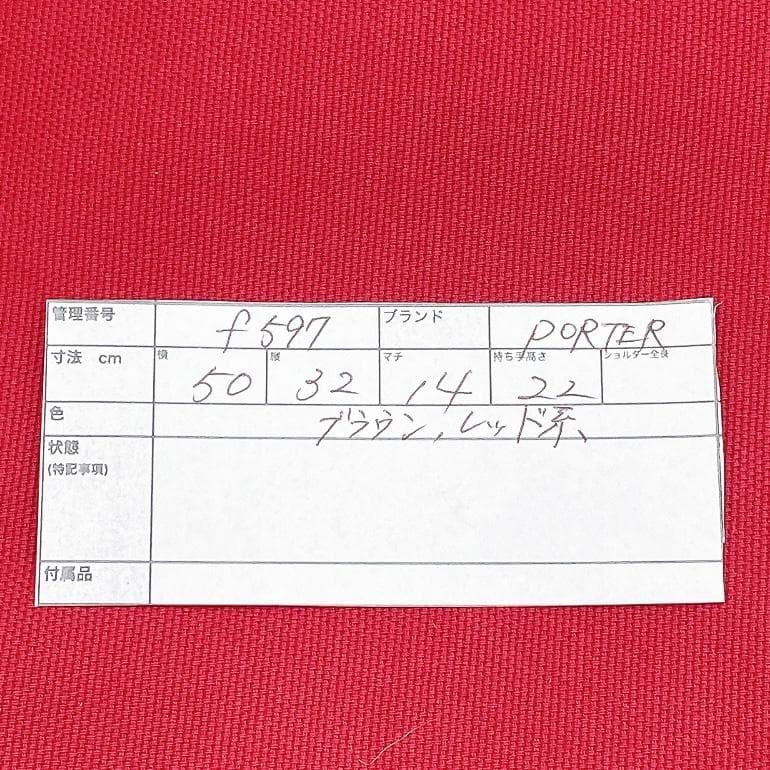 管理番号 f597 ブランド PORTER
寸法 cm 横 50 縦 32 マチ 14 持ち手高さ 22 ショルダー全長
色 ブラウン、レッド系、
状態
(特記事項)
付属品